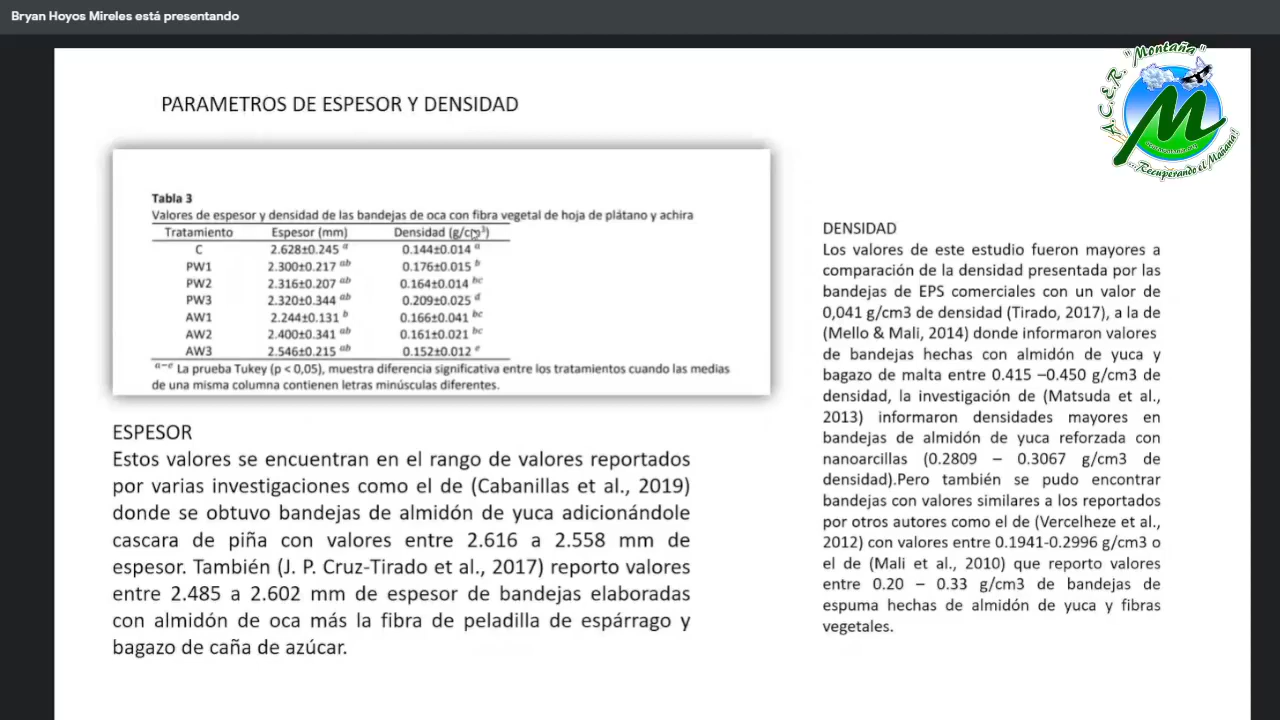 Bryan Hoyos Mireles está presentando
A.C.E.R. "Montaña"
M
... Recuperando el Mañana!
PARAMETROS DE ESPESOR Y DENSIDAD
Tabla 3
Valores de espesor y densidad de las bandejas de oca con fibra vegetal de hoja de plátano y achira
Tratamiento Espesor (mm) Densidad (g/cm³)
C 2.628±0.245 a 0.144±0.014 a
PW1 2.300±0.217 ab 0.176±0.015 b
PW2 2.316±0.207 ab 0.164±0.014 bc
PW3 2.320±0.344 ab 0.209±0.025 d
AW1 2.244±0.131 b 0.166±0.041 bc
AW2 2.400±0.341 ab 0.161±0.021 bc
AW3 2.546±0.215 ab 0.152±0.012 e
a–e La prueba Tukey (p < 0,05), muestra diferencia significativa entre los tratamientos cuando las medias
de una misma columna contienen letras minúsculas diferentes.
ESPESOR
Estos valores se encuentran en el rango de valores reportados
por varias investigaciones como el de (Cabanillas et al., 2019)
donde se obtuvo bandejas de almidón de yuca adicionándole
cascara de piña con valores entre 2.616 a 2.558 mm de
espesor. También (J. P. Cruz-Tirado et al., 2017) reporto valores
entre 2.485 a 2.602 mm de espesor de bandejas elaboradas
con almidón de oca más la fibra de peladilla de espárrago y
bagazo de caña de azúcar.
DENSIDAD
Los valores de este estudio fueron mayores a
comparación de la densidad presentada por las
bandejas de EPS comerciales con un valor de
0,041 g/cm3 de densidad (Tirado, 2017), a la de
(Mello & Mali, 2014) donde informaron valores
de bandejas hechas con almidón de yuca y
bagazo de malta entre 0.415 –0.450 g/cm3 de
densidad, la investigación de (Matsuda et al.,
2013) informaron densidades mayores en
bandejas de almidón de yuca reforzada con
nanoarcillas (0.2809 – 0.3067 g/cm3 de
densidad).Pero también se pudo encontrar
bandejas con valores similares a los reportados
por otros autores como el de (Vercelheze et al.,
2012) con valores entre 0.1941-0.2996 g/cm3 o
el de (Mali et al., 2010) que reporto valores
entre 0.20 – 0.33 g/cm3 de bandejas de
espuma hechas de almidón de yuca y fibras
vegetales.